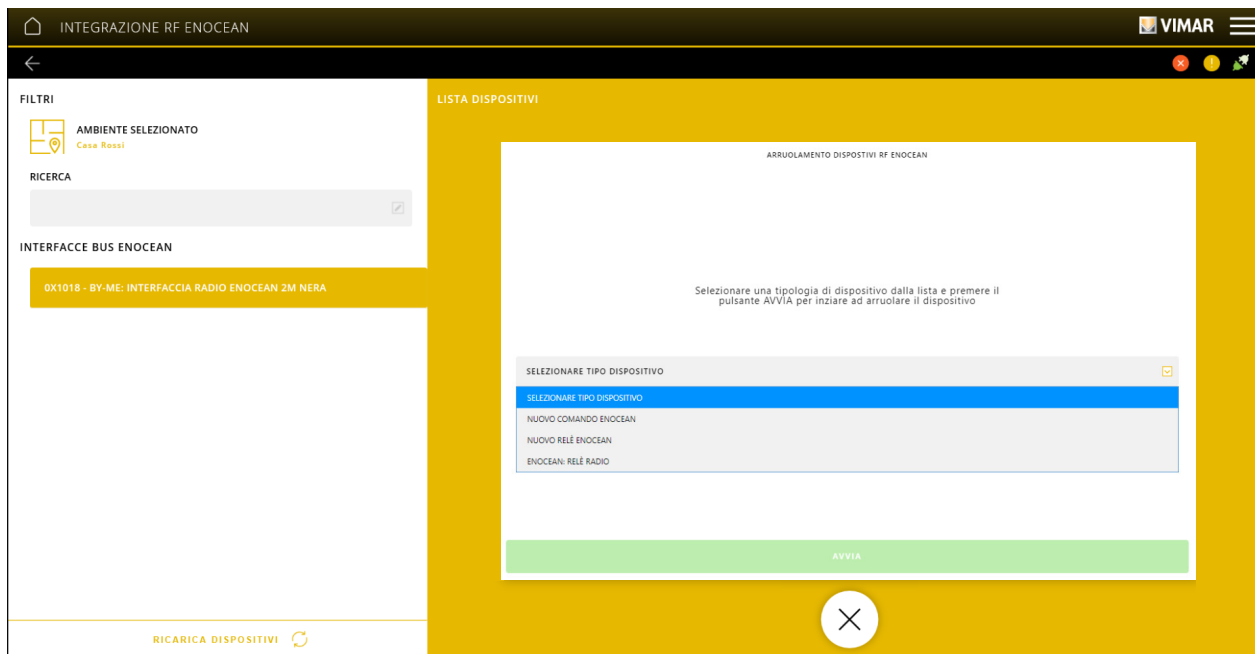 INTEGRAZIONE RF ENOCEAN
VIMAR
FILTRI
AMBIENTE SELEZIONATO
Casa Rossi
RICERCA
INTERFACCE BUS ENOCEAN
0X1018 - BY-ME: INTERFACCIA RADIO ENOCEAN 2M NERA
RICARICA DISPOSITIVI
LISTA DISPOSITIVI
ARRUOLAMENTO DISPOSTIVI RF ENOCEAN
Selezionare una tipologia di dispositivo dalla lista e premere il
pulsante AVVIA per inziare ad arruolare il dispositivo
SELEZIONARE TIPO DISPOSITIVO
SELEZIONARE TIPO DISPOSITIVO
NUOVO COMANDO ENOCEAN
NUOVO RELÈ ENOCEAN
ENOCEAN: RELÈ RADIO
AVVIA